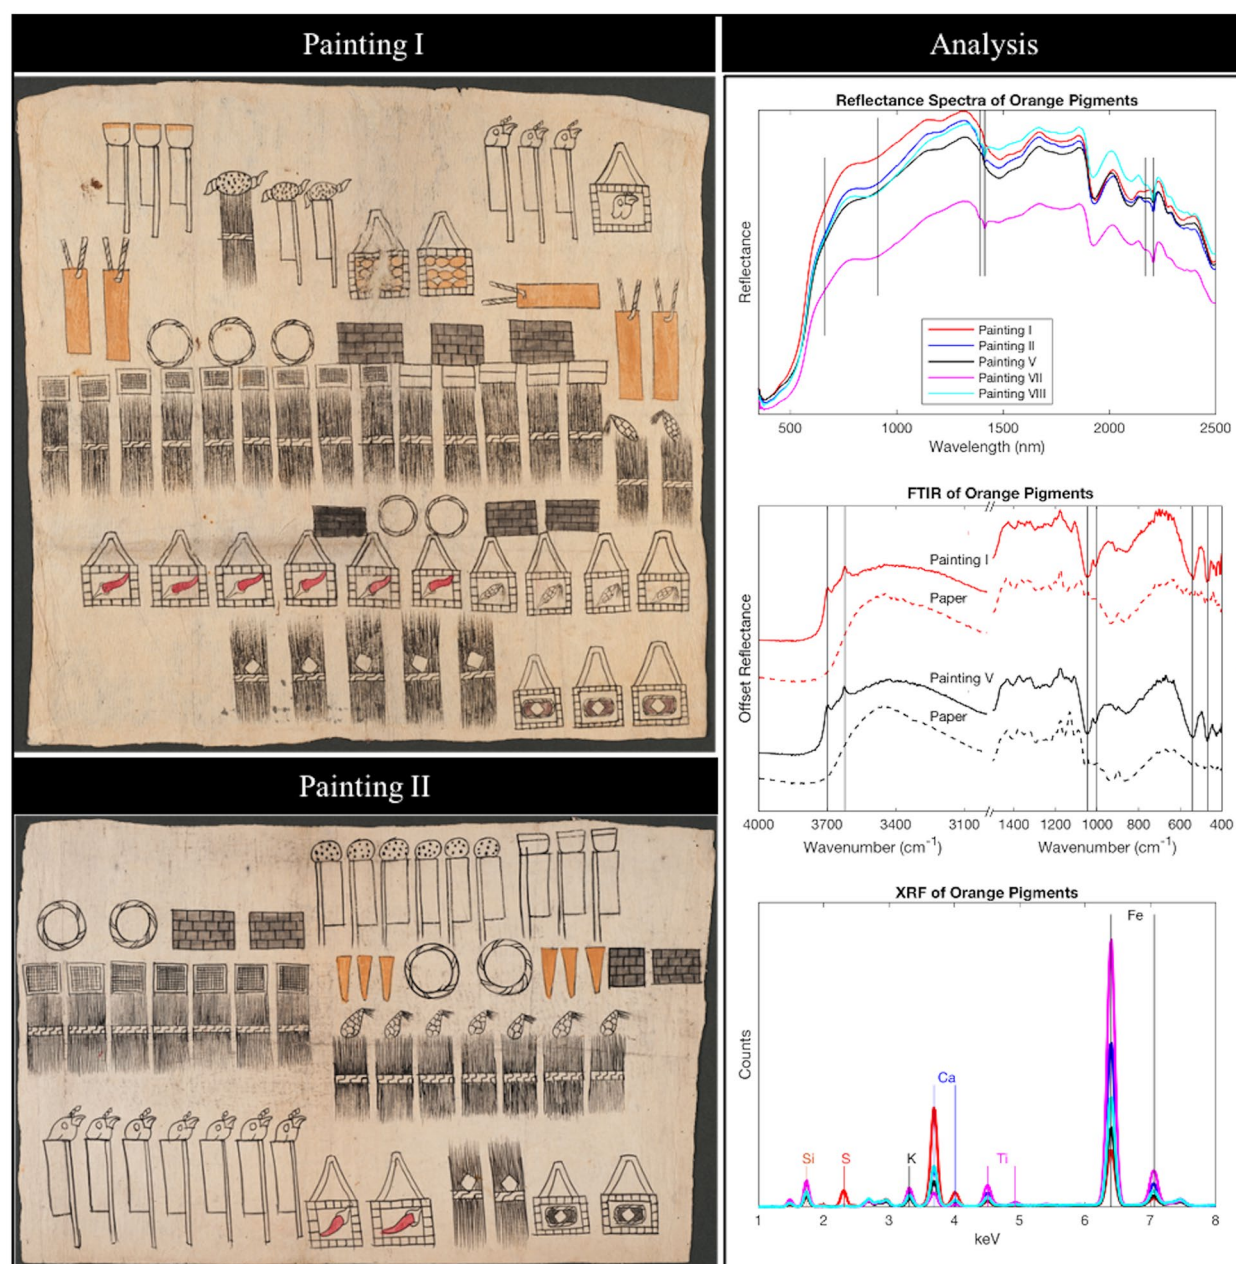 Painting I
Analysis
Reflectance Spectra of Orange Pigments
Reflectance
Painting I
Painting II
Painting V
Painting VII
Painting VIII
500 1000 1500 2000 2500
Wavelength (nm)
FTIR of Orange Pigments
Offset Reflectance
Painting I
Paper
Painting V
Paper
4000 3700 3400 3100 1400 1200 1000 800 600 400
Wavenumber (cm⁻¹) Wavenumber (cm⁻¹)
Painting II
XRF of Orange Pigments
Counts
Fe
Ca
Si S K Ti
1 2 3 4 5 6 7 8
keV